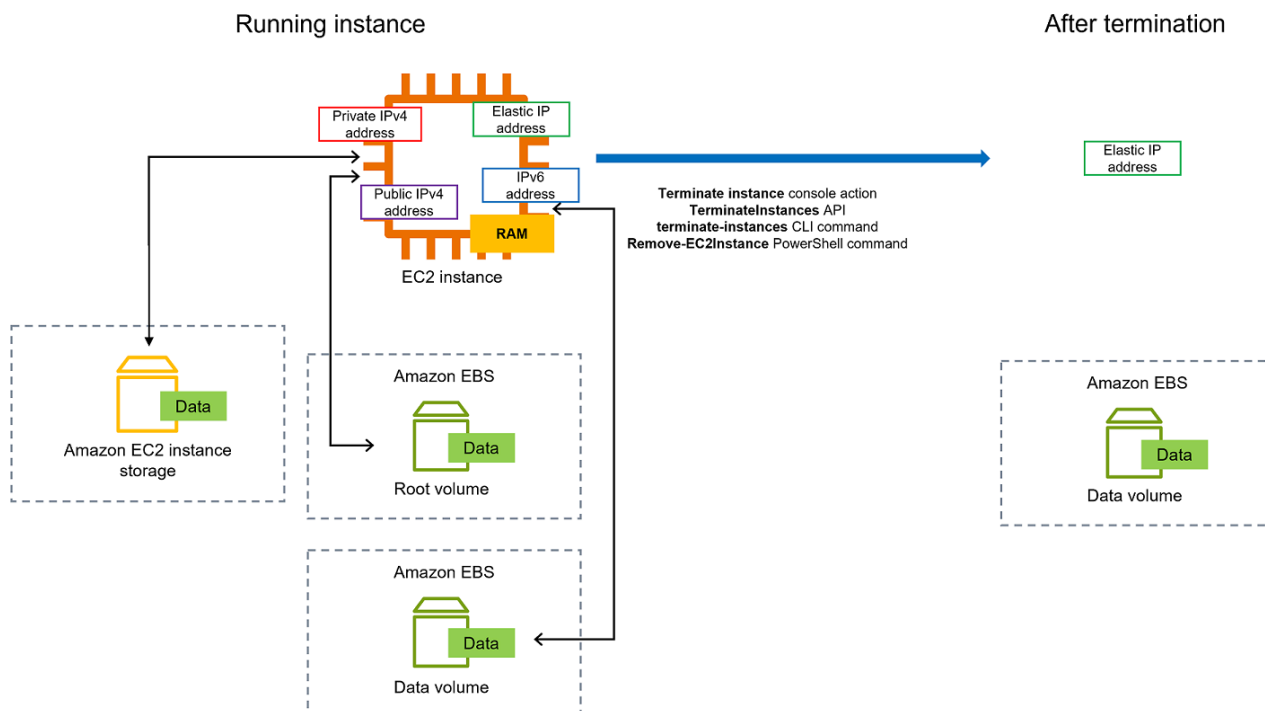 Running instance
After termination
Private IPv4
address
Elastic IP
address
Public IPv4
address
IPv6
address
RAM
EC2 instance
Terminate instance console action
TerminateInstances API
terminate-instances CLI command
Remove-EC2Instance PowerShell command
Elastic IP
address
Data
Amazon EC2 instance
storage
Amazon EBS
Data
Root volume
Amazon EBS
Data
Data volume
Amazon EBS
Data
Data volume